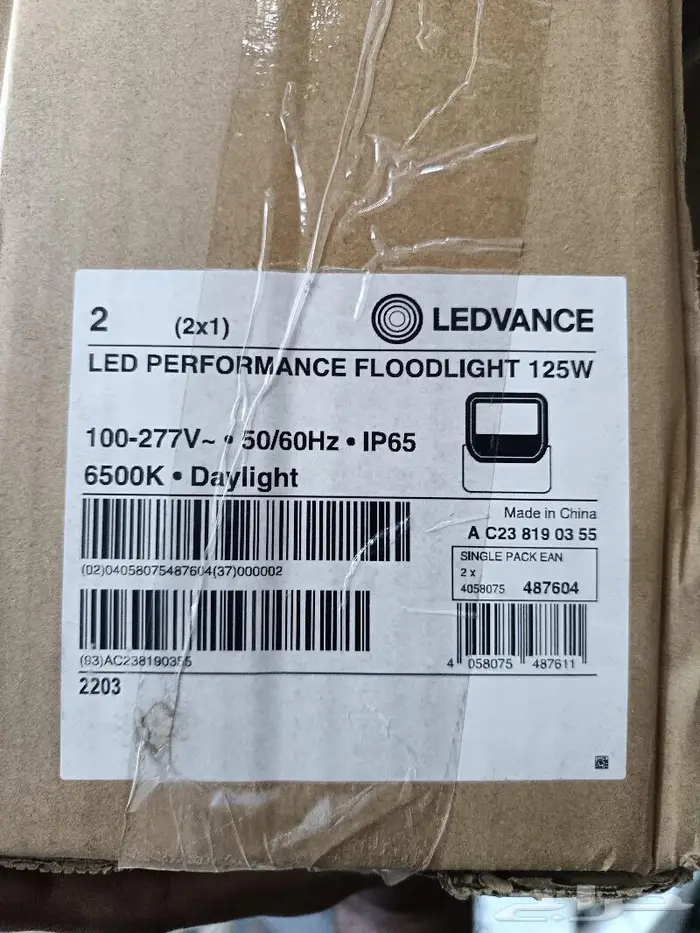 2 (2x1) LEDVANCE
LED PERFORMANCE FLOODLIGHT 125W
100-277V~ • 50/60Hz • IP65
6500K • Daylight
Made in China
A C23 819 03 55
(02)04058075487604(37)000002
SINGLE PACK EAN
2 x
4058075 487604
(93)AC238190355
4 058075 487611
2203
حراج